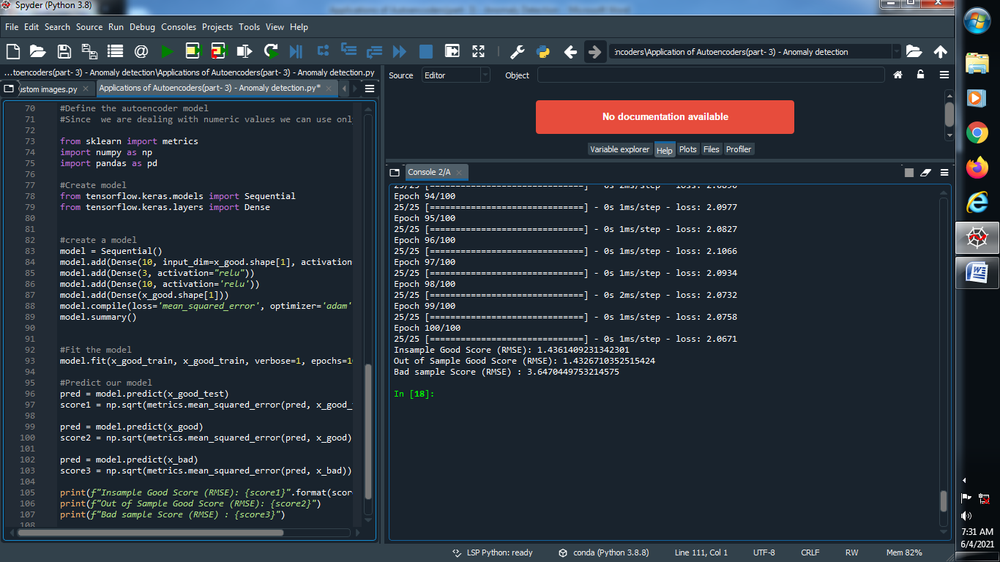 Spyder (Python 3.8)
File Edit Search Source Run Debug Consoles Projects Tools View Help
:ncoders\Application of Autoencoders(part- 3) - Anomaly detection
...toencoders(part- 3) - Anomaly detection\Applications of Autoencoders(part- 3) - Anomaly detection.py
ustom images.py
Applications of Autoencoders(part- 3) - Anomaly detection.py*
70 #Define the autoencoder model
71 #Since  we are dealing with numeric values we can use only
72
73 from sklearn import metrics
74 import numpy as np
75 import pandas as pd
76
77 #Create model
78 from tensorflow.keras.models import Sequential
79 from tensorflow.keras.layers import Dense
80
81
82 #create a model
83 model = Sequential()
84 model.add(Dense(10, input_dim=x_good.shape[1], activation
85 model.add(Dense(3, activation="relu"))
86 model.add(Dense(10, activation='relu'))
87 model.add(Dense(x_good.shape[1]))
88 model.compile(loss='mean_squared_error', optimizer='adam'
89 model.summary()
90
91
92 #Fit the model
93 model.fit(x_good_train, x_good_train, verbose=1, epochs=10
94
95 #Predict our model
96 pred = model.predict(x_good_test)
97 score1 = np.sqrt(metrics.mean_squared_error(pred, x_good_t
98
99 pred = model.predict(x_good)
100 score2 = np.sqrt(metrics.mean_squared_error(pred, x_good)
101
102 pred = model.predict(x_bad)
103 score3 = np.sqrt(metrics.mean_squared_error(pred, x_bad))
104
105 print(f"Insample Good Score (RMSE): {score1}".format(scor
106 print(f"Out of Sample Good Score (RMSE): {score2}")
107 print(f"Bad sample Score (RMSE) : {score3}")
108
Source Editor Object
No documentation available
Variable explorer Help Plots Files Profiler
Console 2/A
25/25 [==============================] - 0s 2ms/step - loss: 2.0896
Epoch 94/100
25/25 [==============================] - 0s 1ms/step - loss: 2.0977
Epoch 95/100
25/25 [==============================] - 0s 1ms/step - loss: 2.0827
Epoch 96/100
25/25 [==============================] - 0s 1ms/step - loss: 2.1066
Epoch 97/100
25/25 [==============================] - 0s 1ms/step - loss: 2.0934
Epoch 98/100
25/25 [==============================] - 0s 2ms/step - loss: 2.0732
Epoch 99/100
25/25 [==============================] - 0s 1ms/step - loss: 2.0758
Epoch 100/100
25/25 [==============================] - 0s 1ms/step - loss: 2.0671
Insample Good Score (RMSE): 1.4361409231342301
Out of Sample Good Score (RMSE): 1.4326710352515424
Bad sample Score (RMSE) : 3.6470449753214575
In [18]:
LSP Python: ready conda (Python 3.8.8) Line 111, Col 1 UTF-8 CRLF RW Mem 82%
7:31 AM
6/4/2021